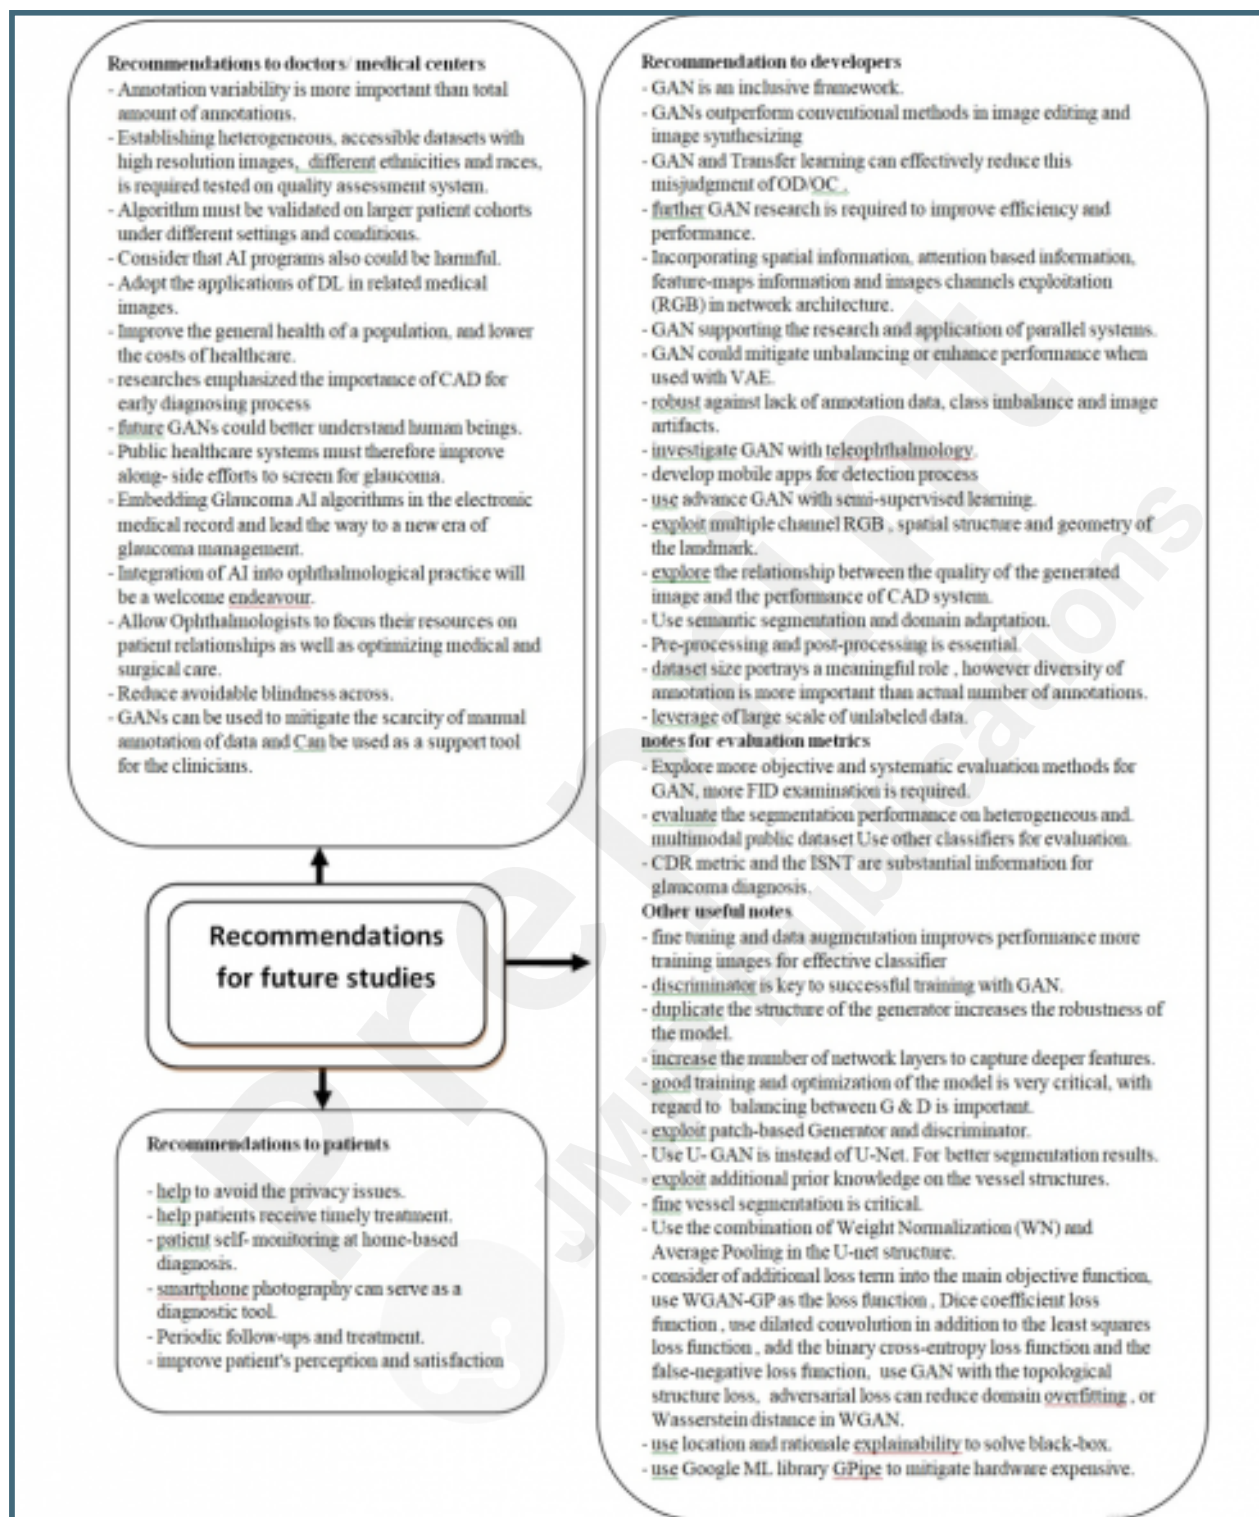 Recommendations to doctors/ medical centers
- Annotation variability is more important than total
amount of annotations.
- Establishing heterogeneous, accessible datasets with
high resolution images, different ethnicities and races,
is required tested on quality assessment system.
- Algorithm must be validated on larger patient cohorts
under different settings and conditions.
- Consider that AI programs also could be harmful.
- Adopt the applications of DL in related medical
images.
- Improve the general health of a population, and lower
the costs of healthcare.
- researches emphasized the importance of CAD for
early diagnosing process
- future GANs could better understand human beings.
- Public healthcare systems must therefore improve
along- side efforts to screen for glaucoma.
- Embedding Glaucoma AI algorithms in the electronic
medical record and lead the way to a new era of
glaucoma management.
- Integration of AI into ophthalmological practice will
be a welcome endeavour.
- Allow Ophthalmologists to focus their resources on
patient relationships as well as optimizing medical and
surgical care.
- Reduce avoidable blindness across.
- GANs can be used to mitigate the scarcity of manual
annotation of data and Can be used as a support tool
for the clinicians.
Recommendations
for future studies
Recommendations to patients
- help to avoid the privacy issues.
- help patients receive timely treatment.
- patient self- monitoring at home-based
diagnosis.
- smartphone photography can serve as a
diagnostic tool.
- Periodic follow-ups and treatment.
- improve patient's perception and satisfaction
Recommendation to developers
- GAN is an inclusive framework.
- GANs outperform conventional methods in image editing and
image synthesizing
- GAN and Transfer learning can effectively reduce this
misjudgment of OD/OC .
- further GAN research is required to improve efficiency and
performance.
- Incorporating spatial information, attention based information,
feature-maps information and images channels exploitation
(RGB) in network architecture.
- GAN supporting the research and application of parallel systems.
- GAN could mitigate unbalancing or enhance performance when
used with VAE.
- robust against lack of annotation data, class imbalance and image
artifacts.
- investigate GAN with teleophthalmology.
- develop mobile apps for detection process
- use advance GAN with semi-supervised learning.
- exploit multiple channel RGB , spatial structure and geometry of
the landmark.
- explore the relationship between the quality of the generated
image and the performance of CAD system.
- Use semantic segmentation and domain adaptation.
- Pre-processing and post-processing is essential.
- dataset size portrays a meaningful role , however diversity of
annotation is more important than actual number of annotations.
- leverage of large scale of unlabeled data.
notes for evaluation metrics
- Explore more objective and systematic evaluation methods for
GAN, more FID examination is required.
- evaluate the segmentation performance on heterogeneous and.
multimodal public dataset Use other classifiers for evaluation.
- CDR metric and the ISNT are substantial information for
glaucoma diagnosis.
Other useful notes
- fine tuning and data augmentation improves performance more
training images for effective classifier
- discriminator is key to successful training with GAN.
- duplicate the structure of the generator increases the robustness of
the model.
- increase the number of network layers to capture deeper features.
- good training and optimization of the model is very critical, with
regard to balancing between G & D is important.
- exploit patch-based Generator and discriminator.
- Use U- GAN is instead of U-Net. For better segmentation results.
- exploit additional prior knowledge on the vessel structures.
- fine vessel segmentation is critical.
- Use the combination of Weight Normalization (WN) and
Average Pooling in the U-net structure.
- consider of additional loss term into the main objective function,
use WGAN-GP as the loss function , Dice coefficient loss
function , use dilated convolution in addition to the least squares
loss function , add the binary cross-entropy loss function and the
false-negative loss function, use GAN with the topological
structure loss, adversarial loss can reduce domain overfitting , or
Wasserstein distance in WGAN.
- use location and rationale explainability to solve black-box.
- use Google ML library GPipe to mitigate hardware expensive.
Preprint
JMIR Publications